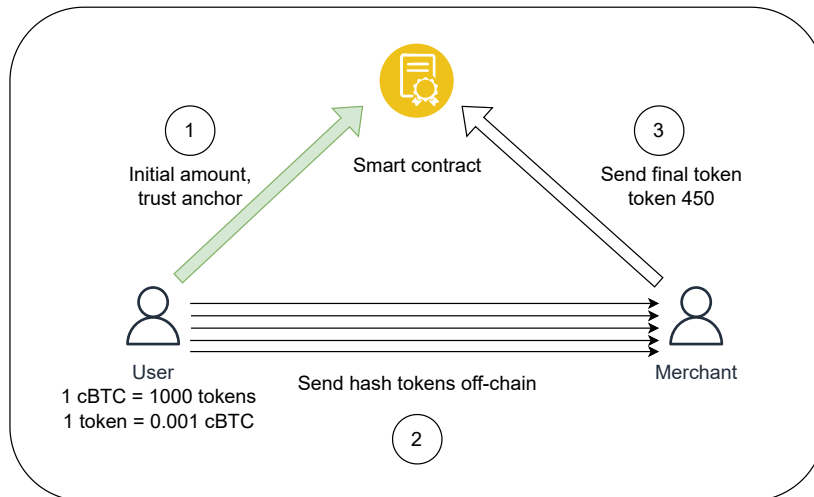 1
3
Initial amount,
trust anchor
Smart contract
Send final token
token 450
User
Merchant
1 cBTC = 1000 tokens
1 token = 0.001 cBTC
Send hash tokens off-chain
2